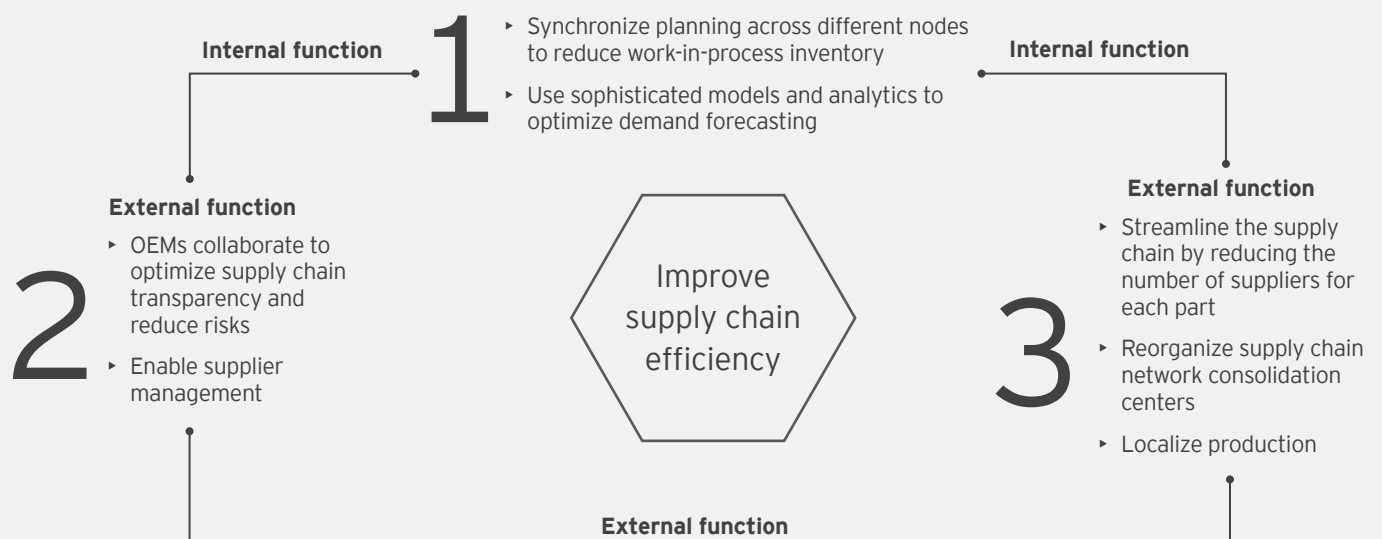 Internal function
1
▸ Synchronize planning across different nodes
to reduce work-in-process inventory
▸ Use sophisticated models and analytics to
optimize demand forecasting
Internal function
External function
2
▸ OEMs collaborate to
optimize supply chain
transparency and
reduce risks
▸ Enable supplier
management
Improve
supply chain
efficiency
External function
3
▸ Streamline the supply
chain by reducing the
number of suppliers for
each part
▸ Reorganize supply chain
network consolidation
centers
▸ Localize production
External function